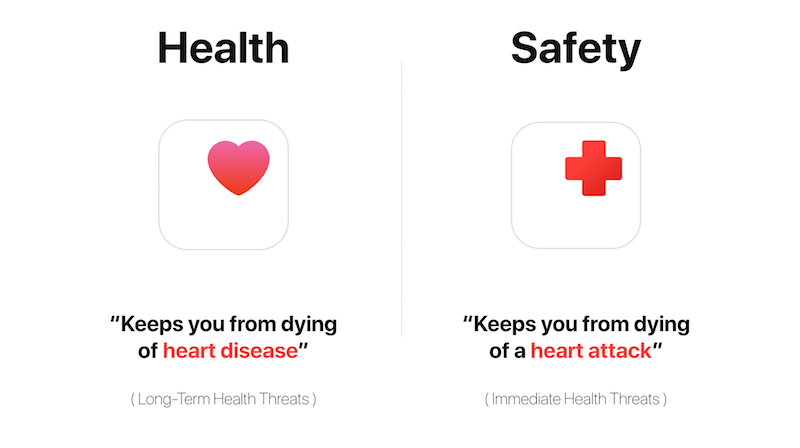 Health
“Keeps you from dying
of heart disease”
( Long-Term Health Threats )
Safety
“Keeps you from dying
of a heart attack”
( Immediate Health Threats )